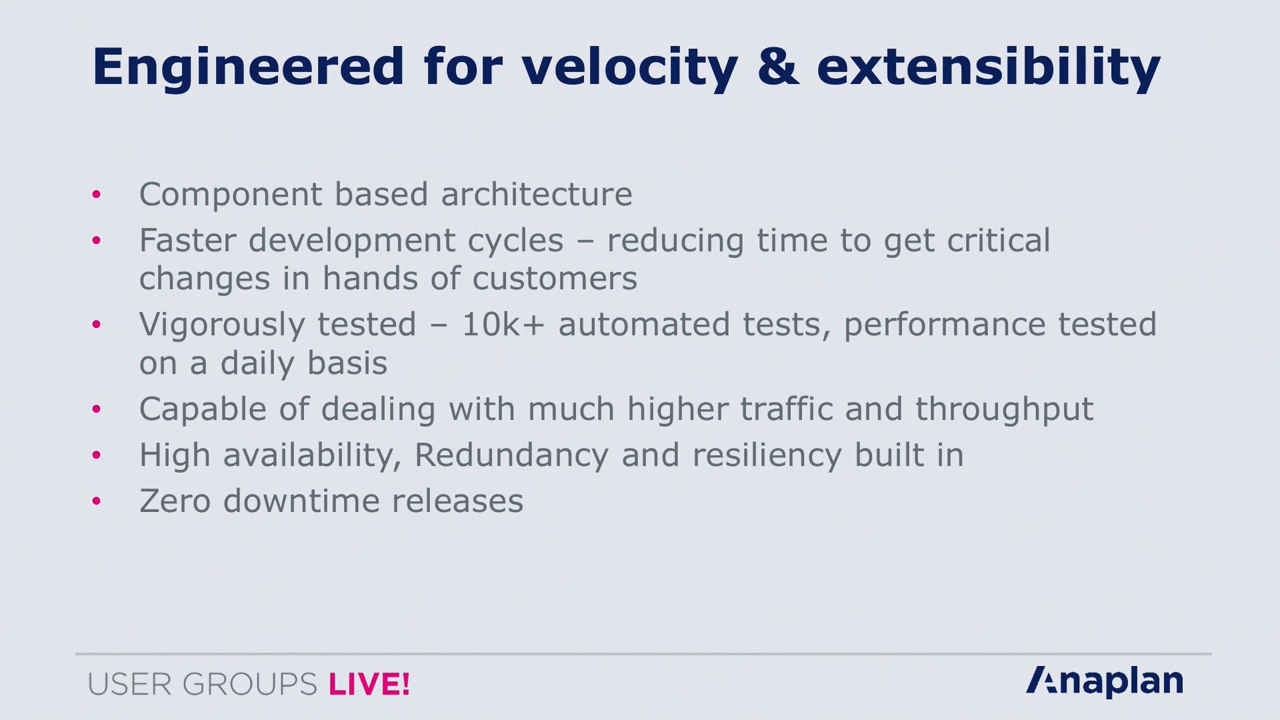 Engineered for velocity & extensibility
• Component based architecture
• Faster development cycles – reducing time to get critical
changes in hands of customers
• Vigorously tested – 10k+ automated tests, performance tested
on a daily basis
• Capable of dealing with much higher traffic and throughput
• High availability, Redundancy and resiliency built in
• Zero downtime releases
USER GROUPS LIVE!
Anaplan